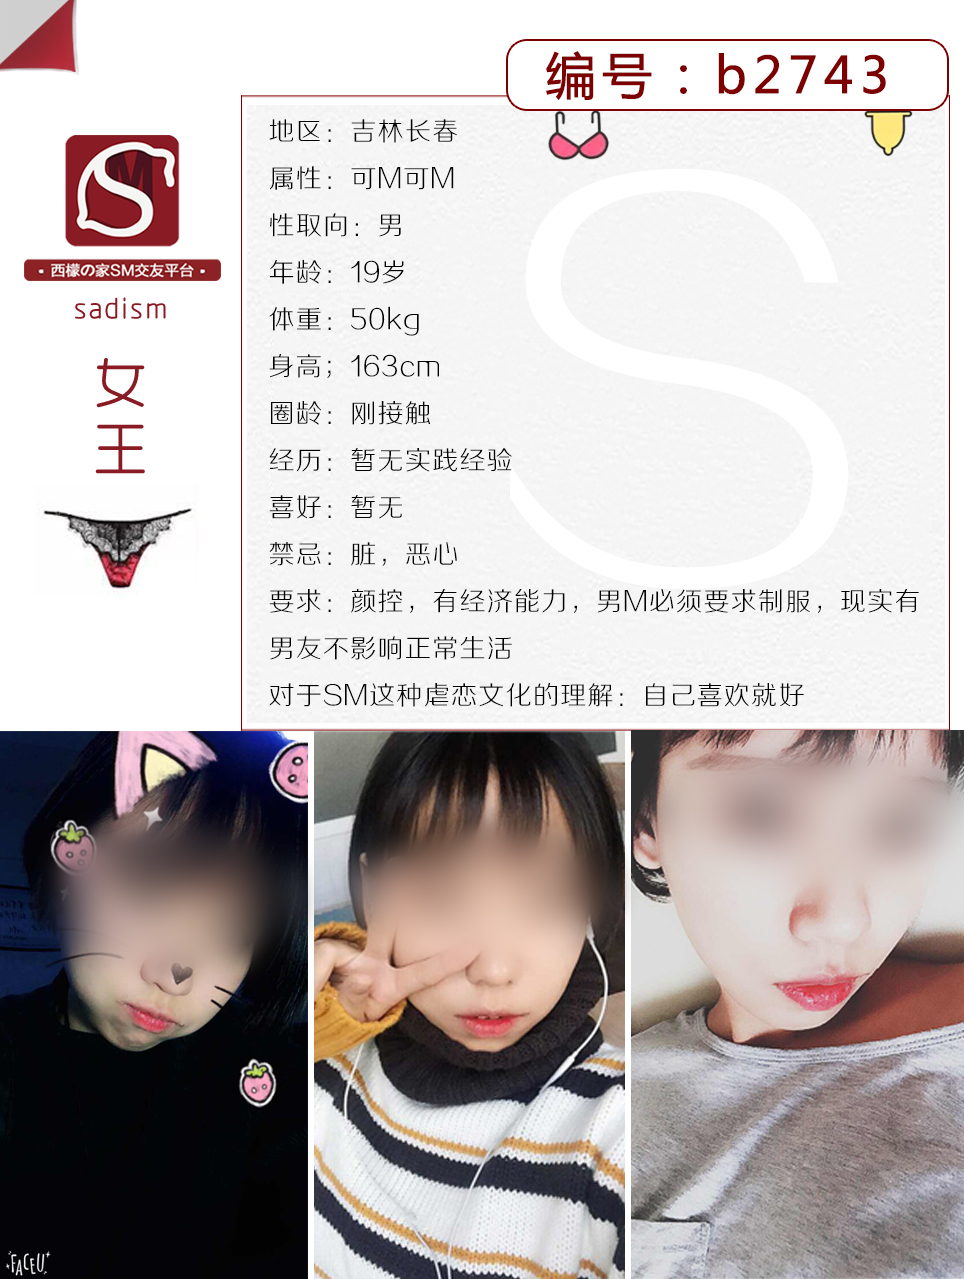 编号：b2743
地区：吉林长春
属性：可M可M
性取向：男
年龄：19岁
体重：50kg
身高；163cm
圈龄：刚接触
经历：暂无实践经验
喜好：暂无
禁忌：脏，恶心
要求：颜控，有经济能力，男M必须要求制服，现实有
男友不影响正常生活
对于SM这种虐恋文化的理解：自己喜欢就好
SM
·西檬の家SM交友平台·
sadism
女
王
S
FACEU